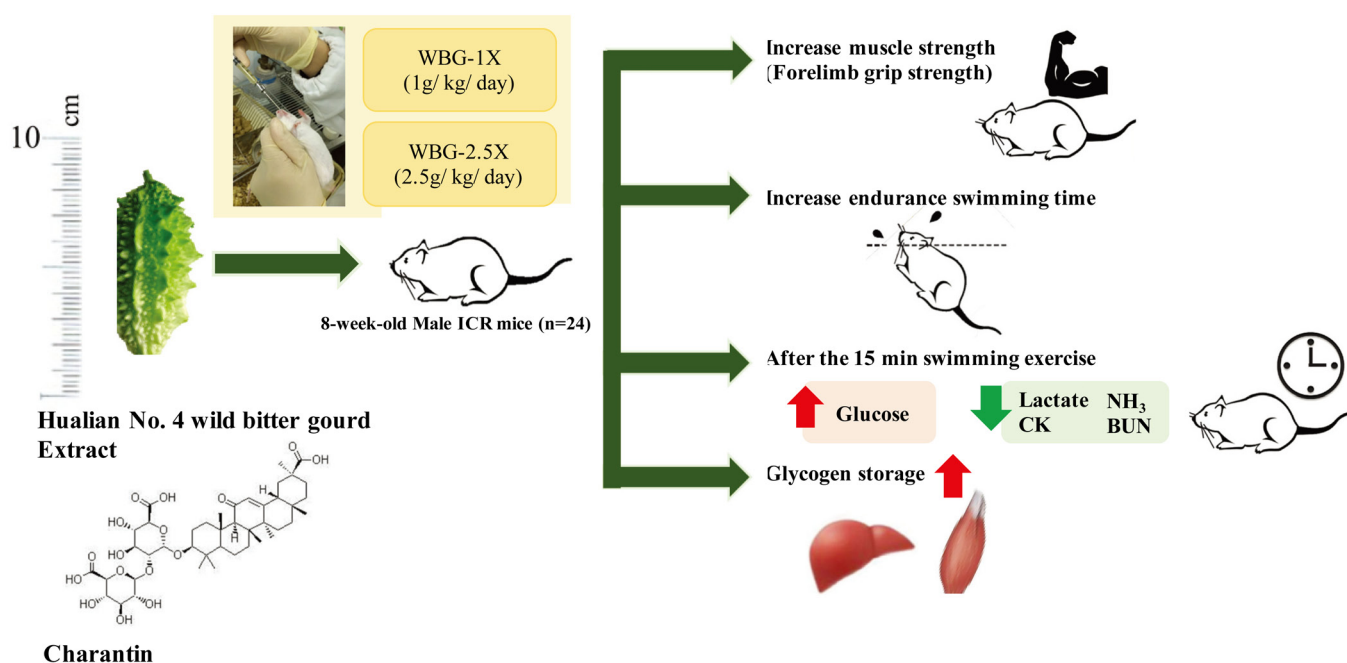 10
cm
WBG-1X
(1g/ kg/ day)
WBG-2.5X
(2.5g/ kg/ day)
8-week-old Male ICR mice (n=24)
Hualian No. 4 wild bitter gourd
Extract
O
OH
H
O
O
OH
HO
O
H
HO
O
O
O
HO
O
O
HO
OH
HO
OH
Charantin
Increase muscle strength
(Forelimb grip strength)
Increase endurance swimming time
After the 15 min swimming exercise
Glucose
Lactate NH₃
CK BUN
Glycogen storage